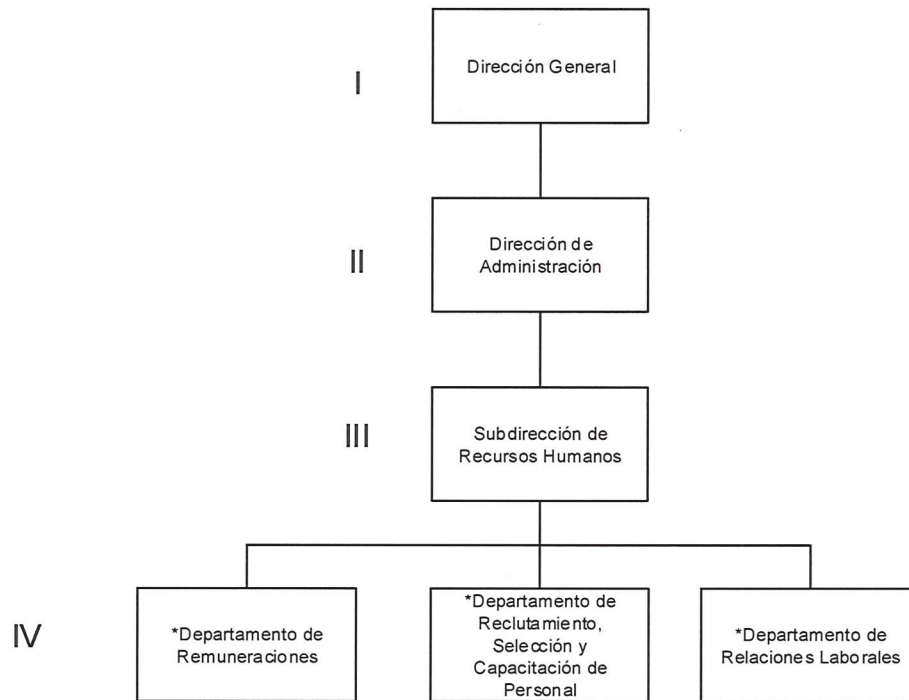 Dirección General
I
Dirección de
Administración
II
Subdirección de
Recursos Humanos
III
IV
*Departamento de
Remuneraciones
*Departamento de
Reclutamiento,
Selección y
Capacitación de
Personal
*Departamento de
Relaciones Laborales